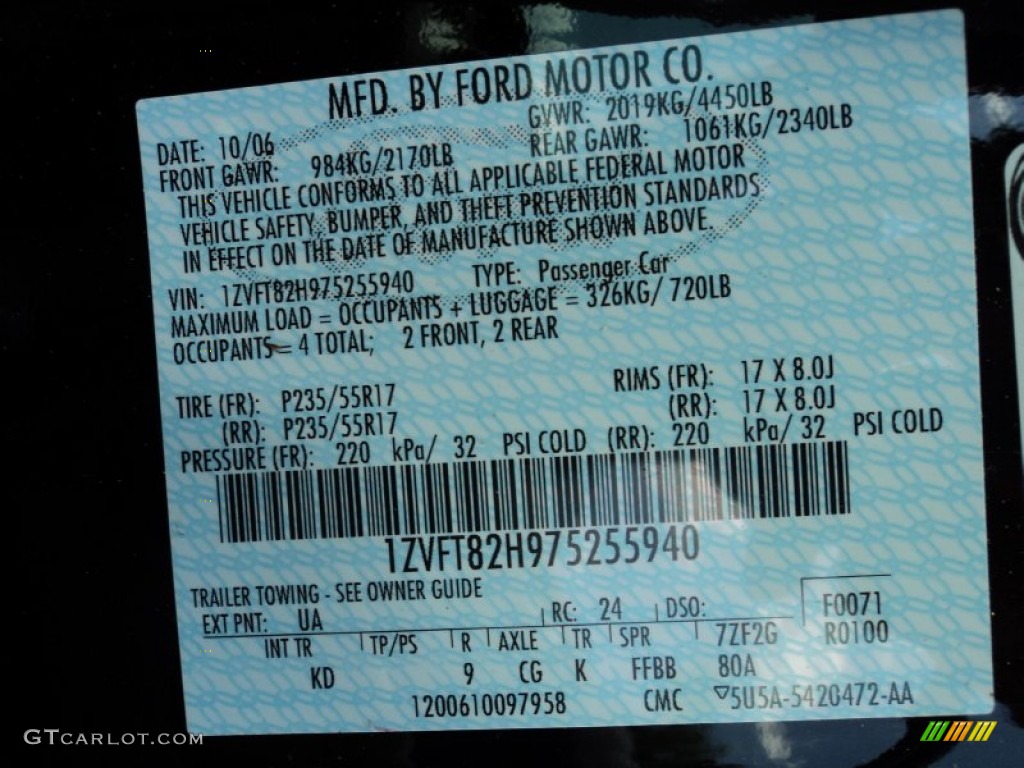 MFD. BY FORD MOTOR CO.
DATE: 10/06 GVWR: 2019KG/4450LB
FRONT GAWR: 984KG/2170LB REAR GAWR: 1061KG/2340LB
THIS VEHICLE CONFORMS TO ALL APPLICABLE FEDERAL MOTOR
VEHICLE SAFETY, BUMPER, AND THEFT PREVENTION STANDARDS
IN EFFECT ON THE DATE OF MANUFACTURE SHOWN ABOVE.
VIN: 1ZVFT82H975255940 TYPE: Passenger Car
MAXIMUM LOAD = OCCUPANTS + LUGGAGE = 326KG/ 720LB
OCCUPANTS = 4 TOTAL; 2 FRONT, 2 REAR
TIRE (FR): P235/55R17 RIMS (FR): 17 X 8.0J
(RR): P235/55R17 (RR): 17 X 8.0J
PRESSURE (FR): 220 kPa/ 32 PSI COLD (RR): 220 kPa/ 32 PSI COLD
1ZVFT82H975255940
TRAILER TOWING - SEE OWNER GUIDE
EXT PNT: UA RC: 24 DSO: F0071
INT TR TP/PS R AXLE TR SPR 7ZF2G R0100
KD 9 CG K FFBB 80A
1200610097958 CMC 5U5A-5420472-AA
GTCARLOT.COM